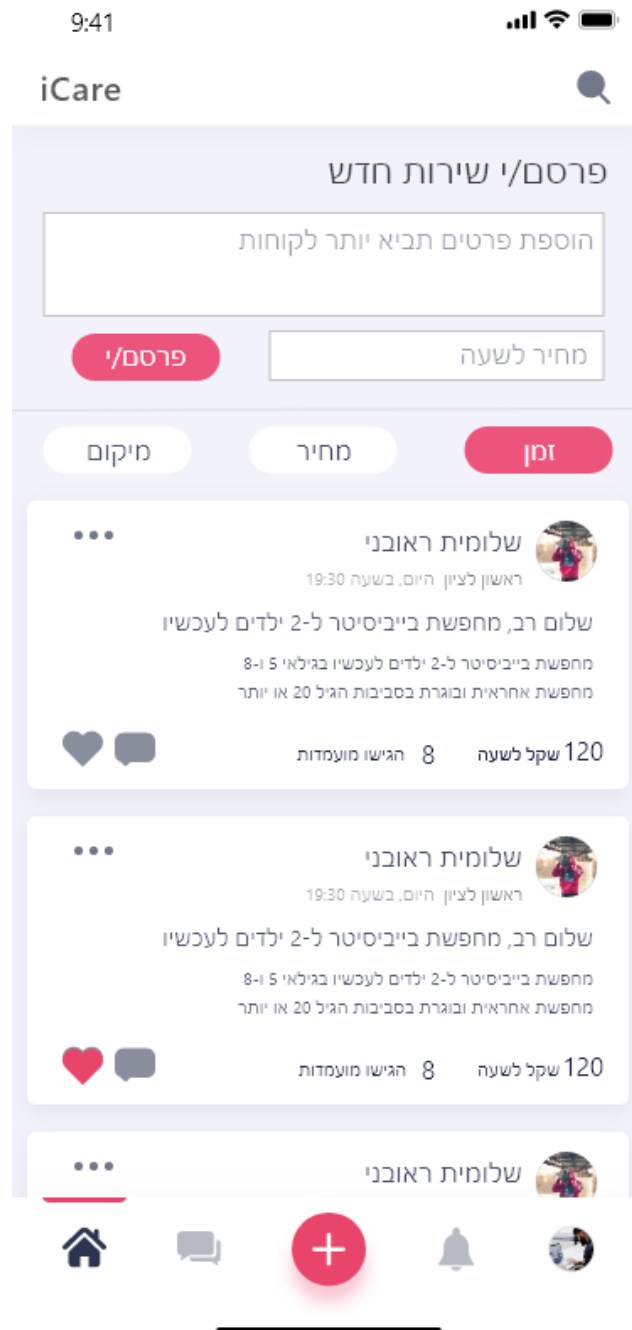 9:41
iCare
פרסם/י שירות חדש
הוספת פרטים תביא יותר לקוחות
מחיר לשעה
פרסם/י
זמן
מחיר
מיקום
שלומית ראובני
ראשון לציון היום, בשעה 19:30
שלום רב, מחפשת בייביסיטר ל-2 ילדים לעכשיו
מחפשת בייביסיטר ל-2 ילדים לעכשיו בגילאי 5 ו-8
מחפשת אחראית ובוגרת בסביבות הגיל 20 או יותר
120 שקל לשעה 8 הגישו מועמדות
שלומית ראובני
ראשון לציון היום, בשעה 19:30
שלום רב, מחפשת בייביסיטר ל-2 ילדים לעכשיו
מחפשת בייביסיטר ל-2 ילדים לעכשיו בגילאי 5 ו-8
מחפשת אחראית ובוגרת בסביבות הגיל 20 או יותר
120 שקל לשעה 8 הגישו מועמדות
שלומית ראובני